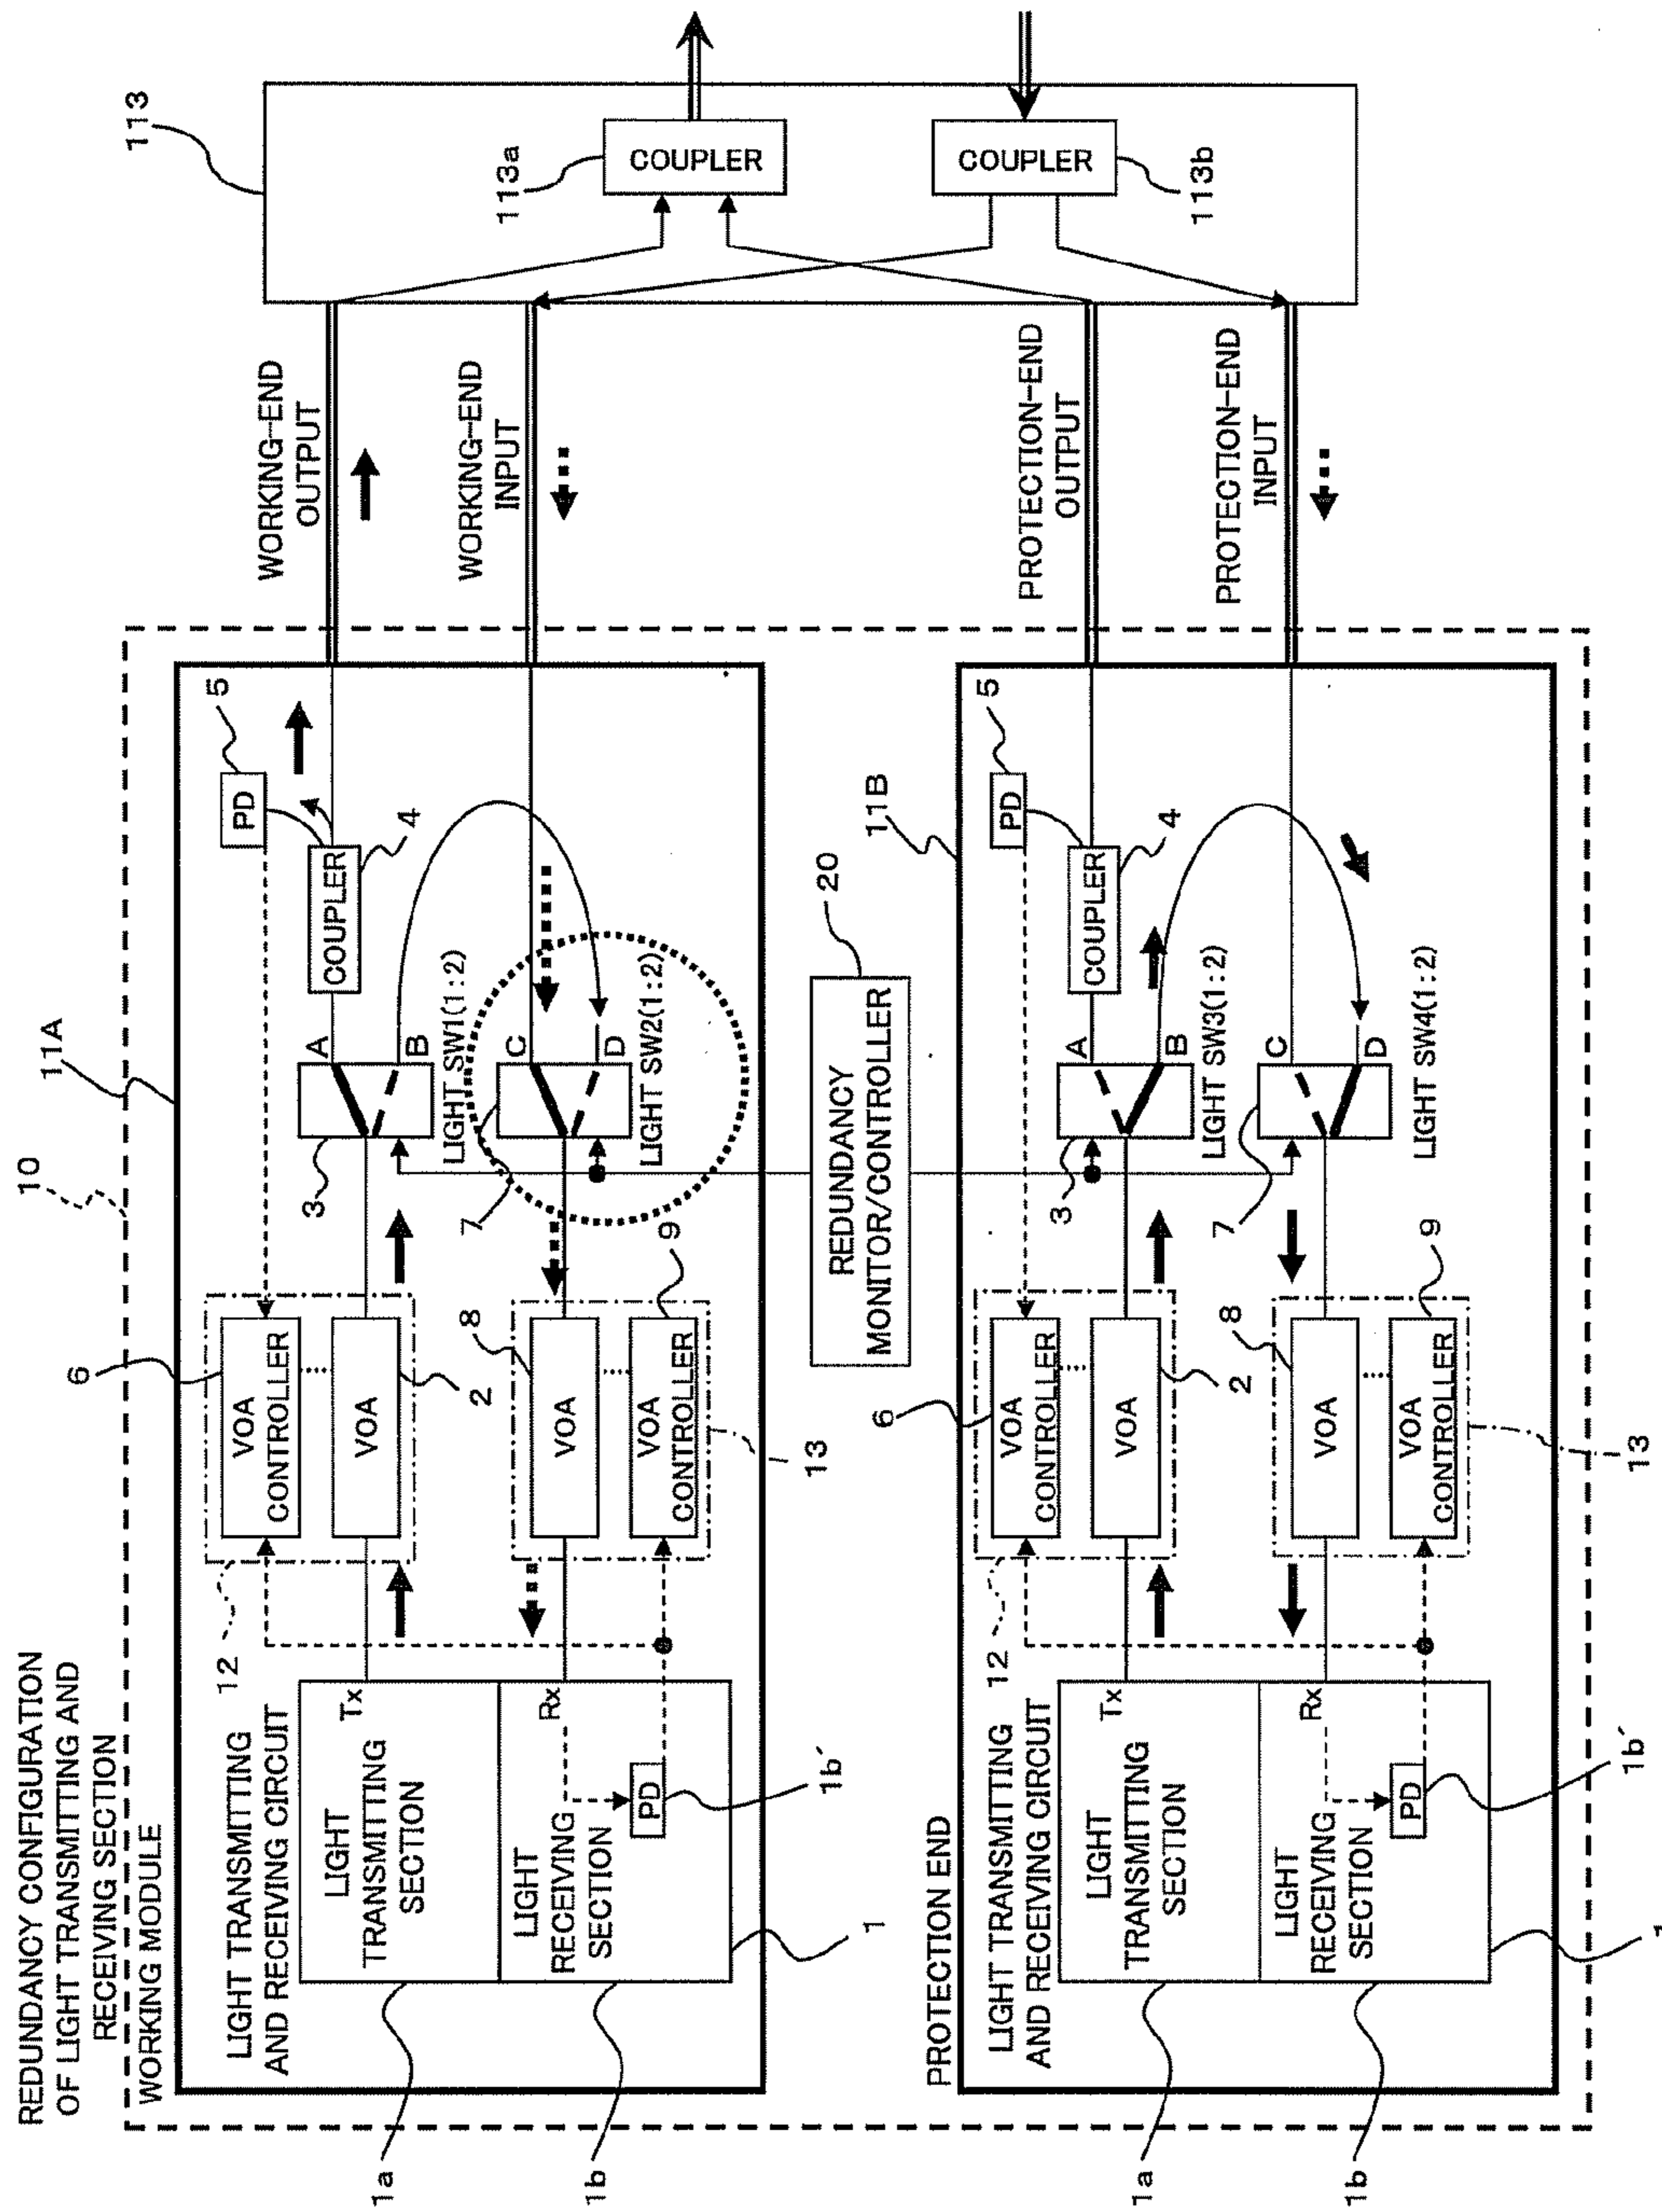 REDUNDANCY CONFIGURATION
OF LIGHT TRANSMITTING AND
RECEIVING SECTION
10
11A
WORKING MODULE
LIGHT TRANSMITTING
AND RECEIVING CIRCUIT
LIGHT
TRANSMITTING
SECTION
Tx
LIGHT
RECEIVING
SECTION
Rx
PD
1a
1b
1
1b´
12
6
VOA
CONTROLLER
VOA
2
8
VOA
VOA
CONTROLLER
9
13
3
A
B
LIGHT SW1(1:2)
7
C
D
LIGHT SW2(1:2)
COUPLER
4
PD
5
REDUNDANCY
MONITOR/CONTROLLER
20
11B
PROTECTION END
LIGHT TRANSMITTING
AND RECEIVING CIRCUIT
LIGHT
TRANSMITTING
SECTION
Tx
LIGHT
RECEIVING
SECTION
Rx
PD
1a
1b
1
1b´
12
6
VOA
CONTROLLER
VOA
2
8
VOA
VOA
CONTROLLER
9
13
3
A
B
LIGHT SW3(1:2)
7
C
D
LIGHT SW4(1:2)
COUPLER
4
PD
5
WORKING-END
OUTPUT
WORKING-END
INPUT
PROTECTION-END
OUTPUT
PROTECTION-END
INPUT
113
COUPLER
113a
COUPLER
113b